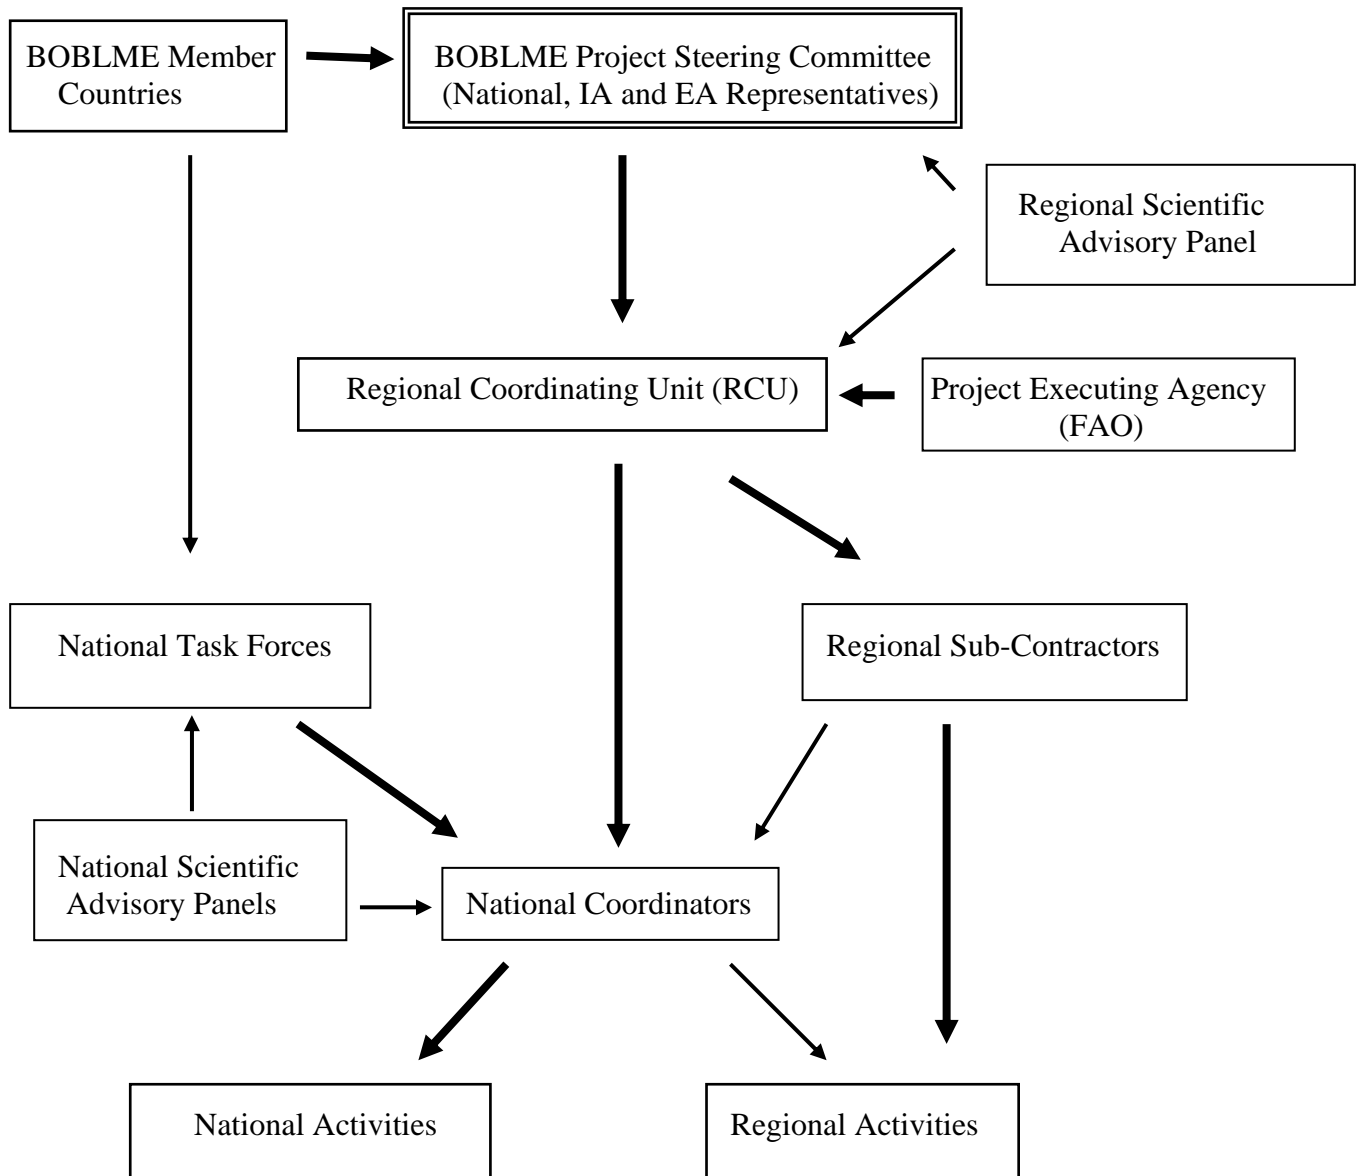 BOBLME Member
Countries
BOBLME Project Steering Committee
(National, IA and EA Representatives)
Regional Scientific
Advisory Panel
Regional Coordinating Unit (RCU)
Project Executing Agency
(FAO)
National Task Forces
Regional Sub-Contractors
National Scientific
Advisory Panels
National Coordinators
National Activities
Regional Activities